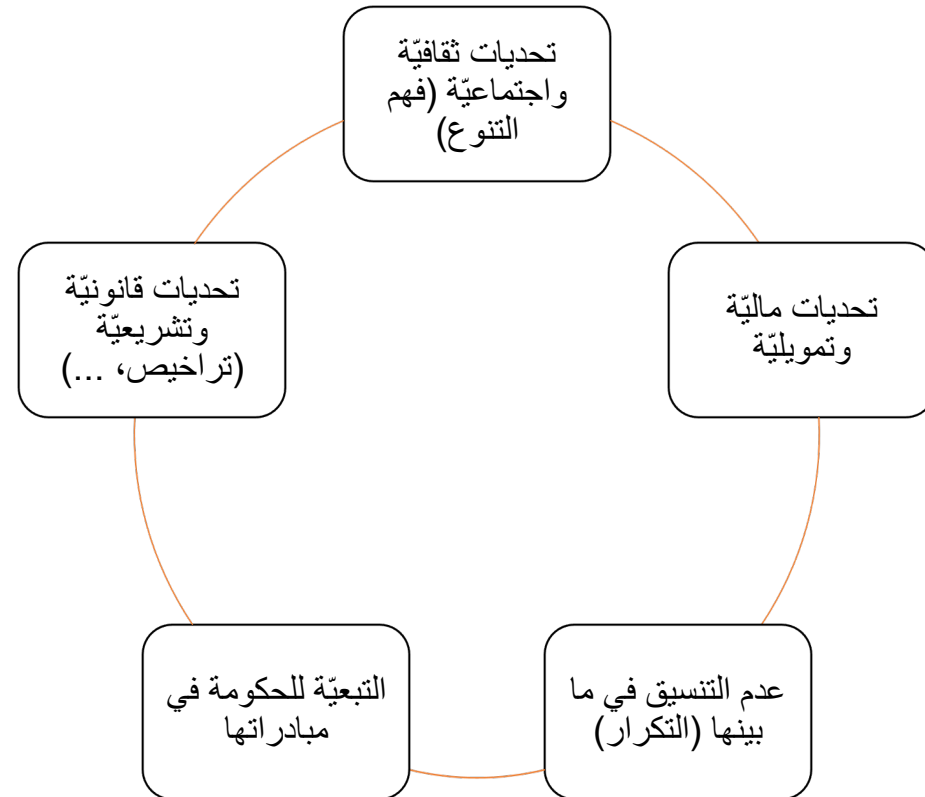 تحديات ثقافيّة
واجتماعيّة (فهم
التنوع)
تحديات ماليّة
وتمويليّة
عدم التنسيق في ما
بينها (التكرار)
التبعيّة للحكومة في
مبادراتها
تحديات قانونيّة
وتشريعيّة
(تراخيص، ...)